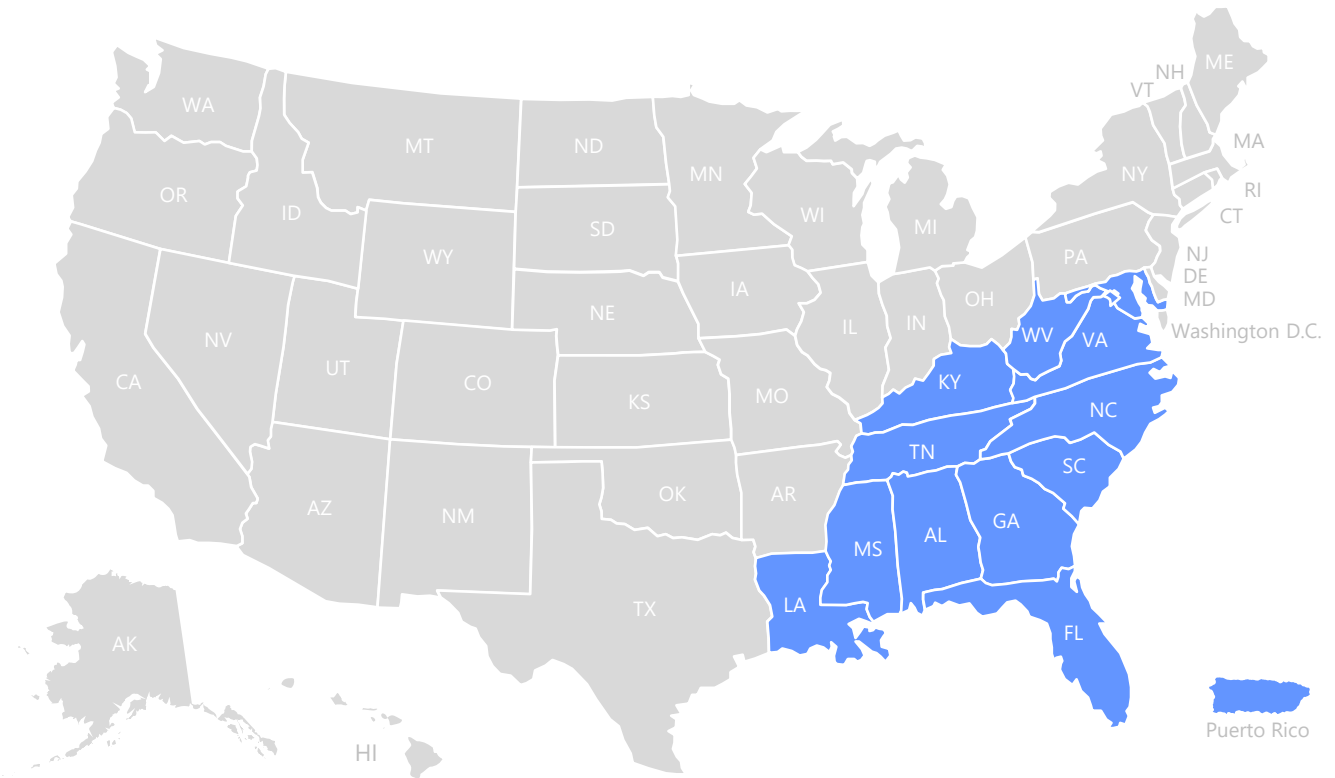 ME
NH
VT
WA
MA
MT
ND
MN
NY
RI
OR
ID
WI
CT
SD
MI
WY
PA
NJ
DE
IA
MD
OH
NE
IL
IN
Washington D.C.
NV
WV
VA
UT
CA
CO
KY
KS
MO
NC
TN
SC
OK
AR
AZ
NM
GA
AL
MS
LA
TX
FL
AK
Puerto Rico
HI